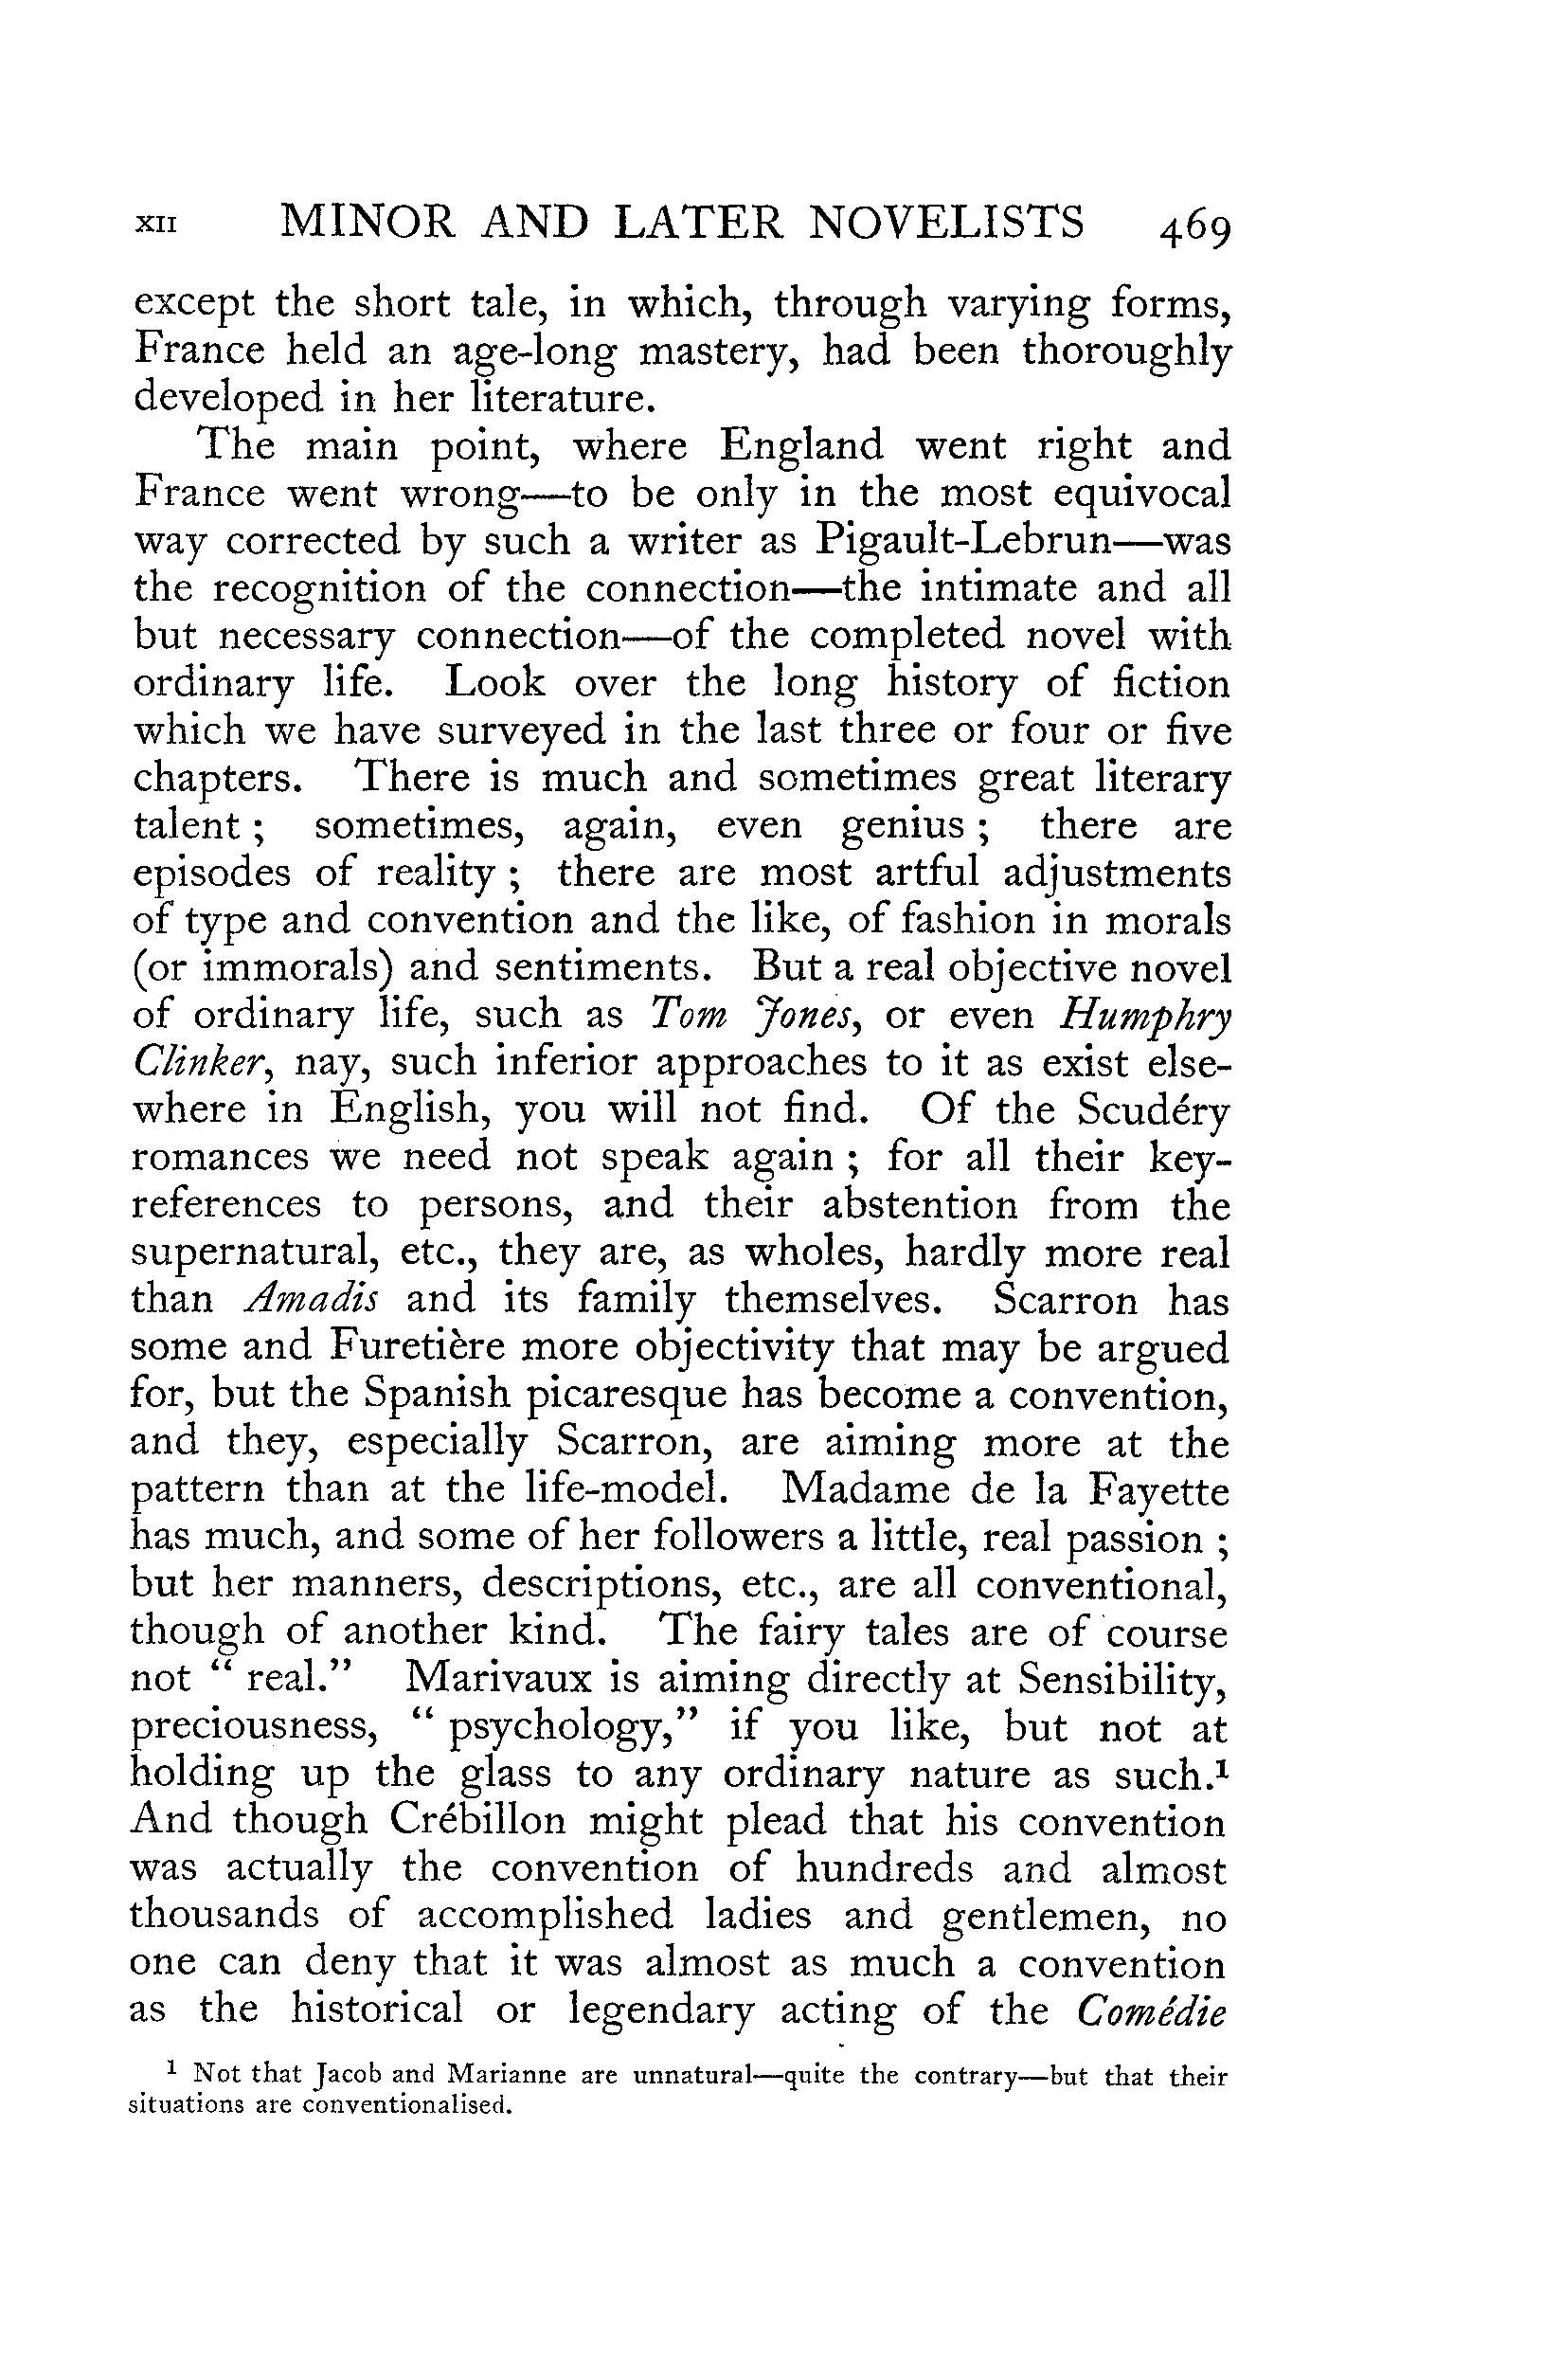 XII MINOR AND LATER NOVELISTS 469
except the short tale, in which, through varying forms,
France held an age-long mastery, had been thoroughly
developed in her literature.
The main point, where England went right and
France went wrong—to be only in the most equivocal
way corrected by such a writer as Pigault-Lebrun—was
the recognition of the connection—the intimate and all
but necessary connection—of the completed novel with
ordinary life. Look over the long history of fiction
which we have surveyed in the last three or four or five
chapters. There is much and sometimes great literary
talent ; sometimes, again, even genius ; there are
episodes of reality ; there are most artful adjustments
of type and convention and the like, of fashion in morals
(or immorals) and sentiments. But a real objective novel
of ordinary life, such as Tom Jones, or even Humphry
Clinker, nay, such inferior approaches to it as exist else-
where in English, you will not find. Of the Scudéry
romances we need not speak again ; for all their key-
references to persons, and their abstention from the
supernatural, etc., they are, as wholes, hardly more real
than Amadis and its family themselves. Scarron has
some and Furetière more objectivity that may be argued
for, but the Spanish picaresque has become a convention,
and they, especially Scarron, are aiming more at the
pattern than at the life-model. Madame de la Fayette
has much, and some of her followers a little, real passion ;
but her manners, descriptions, etc., are all conventional,
though of another kind. The fairy tales are of course
not “ real.” Marivaux is aiming directly at Sensibility,
preciousness, “ psychology,” if you like, but not at
holding up the glass to any ordinary nature as such.¹
And though Crébillon might plead that his convention
was actually the convention of hundreds and almost
thousands of accomplished ladies and gentlemen, no
one can deny that it was almost as much a convention
as the historical or legendary acting of the Comédie
¹ Not that Jacob and Marianne are unnatural—quite the contrary—but that their
situations are conventionalised.